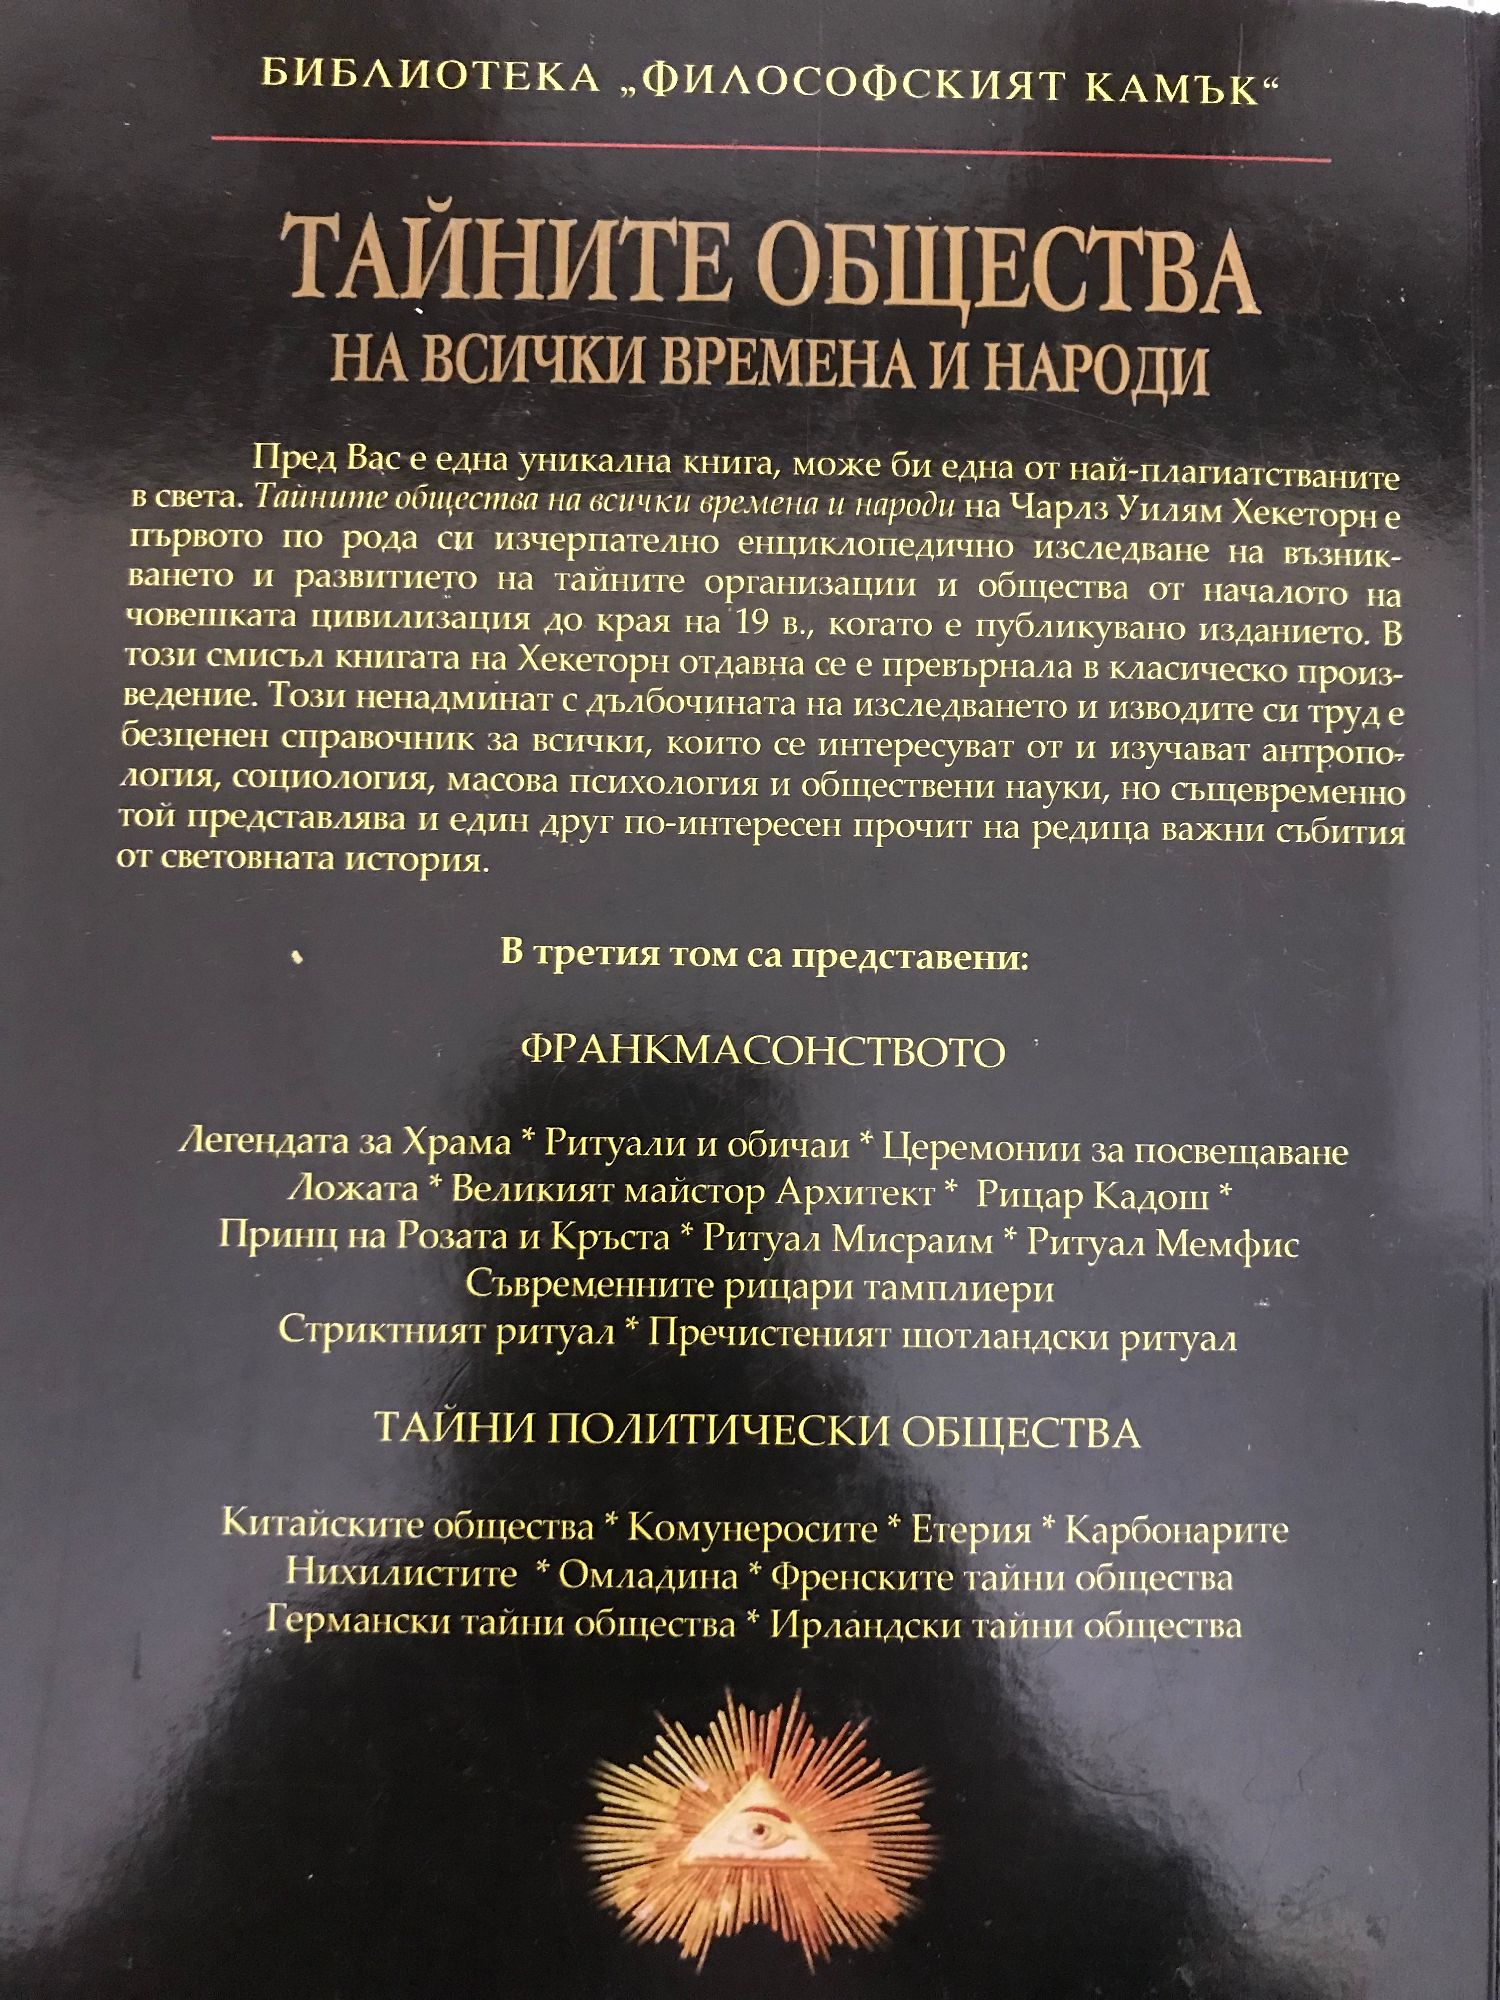 БИБЛИОТЕКА „ФИЛОСОФСКИЯТ КАМЪК“
ТАЙНИТЕ ОБЩЕСТВА
НА ВСИЧКИ ВРЕМЕНА И НАРОДИ
Пред Вас е една уникална книга, може би една от най-плагиатстваните
в света. Тайните общества на всички времена и народи на Чарлз Уилям Хекеторн е
първото по рода си изчерпателно енциклопедично изследване на възник-
ването и развитието на тайните организации и общества от началото на
човешката цивилизация до края на 19 в., когато е публикувано изданието. В
този смисъл книгата на Хекеторн отдавна се е превърнала в класическо произ-
ведение. Този ненадминат с дълбочината на изследването и изводите си труд е
безценен справочник за всички, които се интересуват от и изучават антропо-
логия, социология, масова психология и обществени науки, но същевременно
той представлява и един друг по-интересен прочит на редица важни събития
от световната история.
В третия том са представени:
ФРАНКМАСОНСТВОТО
Легендата за Храма * Ритуали и обичаи * Церемонии за посвещаване
Ложата * Великият майстор Архитект * Рицар Кадош *
Принц на Розата и Кръста * Ритуал Мисраим * Ритуал Мемфис
Съвременните рицари тамплиери
Стриктният ритуал * Пречистеният шотландски ритуал
ТАЙНИ ПОЛИТИЧЕСКИ ОБЩЕСТВА
Китайските общества * Комунеросите * Етерия * Карбонарите
Нихилистите * Омладина * Френските тайни общества
Германски тайни общества * Ирландски тайни общества